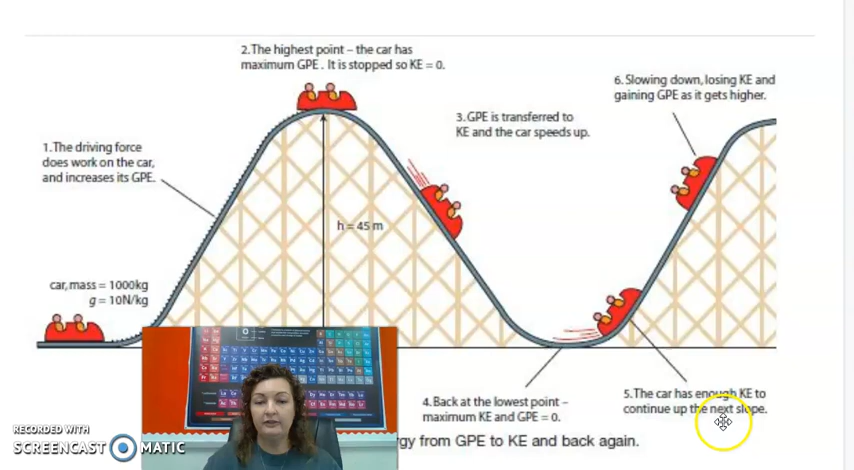 2.The highest point – the car has
maximum GPE . It is stopped so KE = 0.
6. Slowing down, losing KE and
gaining GPE as it gets higher.
3. GPE is transferred to
KE and the car speeds up.
1. The driving force
does work on the car,
and increases its GPE.
h = 45 m
car, mass = 1000kg
g = 10N/kg
4. Back at the lowest point –
maximum KE and GPE = 0.
5. The car has enough KE to
continue up the next slope.
rgy from GPE to KE and back again.
RECORDED WITH
SCREENCAST MATIC